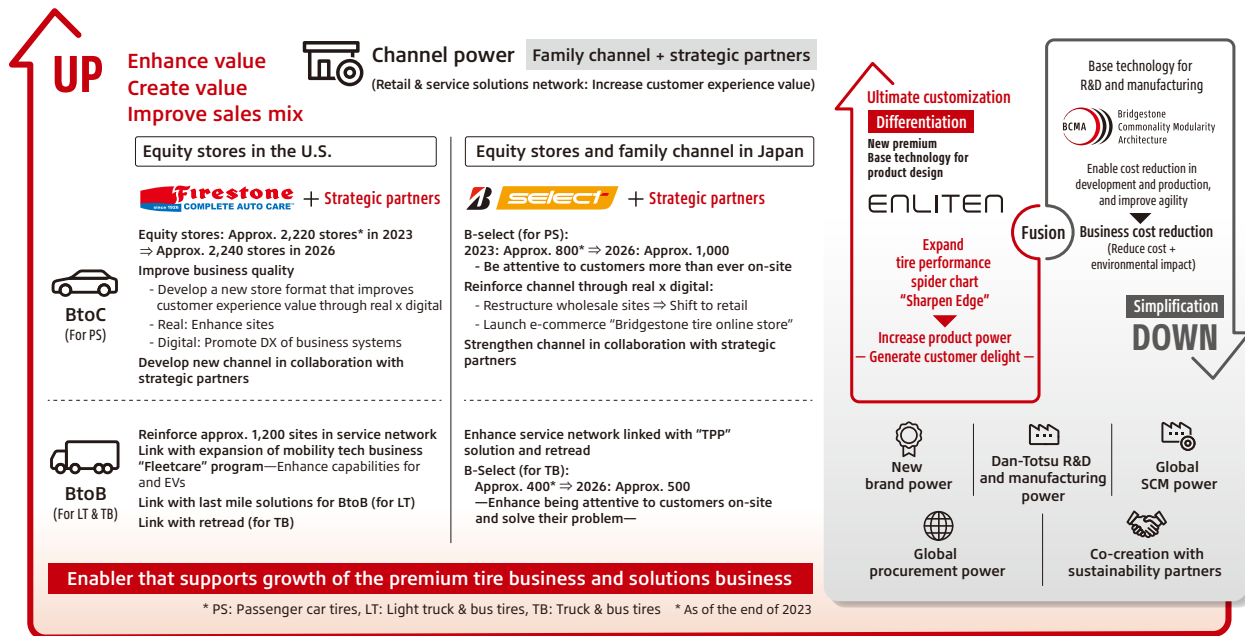 UP
Enhance value
Create value
Improve sales mix
Channel power
Family channel + strategic partners
(Retail & service solutions network: Increase customer experience value)
Equity stores in the U.S.
Firestone
since 1926
COMPLETE AUTO CARE
+ Strategic partners
Equity stores: Approx. 2,220 stores* in 2023
⇒ Approx. 2,240 stores in 2026
Improve business quality
- Develop a new store format that improves
customer experience value through real x digital
- Real: Enhance sites
- Digital: Promote DX of business systems
Develop new channel in collaboration with
strategic partners
Equity stores and family channel in Japan
B select
+ Strategic partners
B-select (for PS):
2023: Approx. 800* ⇒ 2026: Approx. 1,000
- Be attentive to customers more than ever on-site
Reinforce channel through real x digital:
- Restructure wholesale sites ⇒ Shift to retail
- Launch e-commerce “Bridgestone tire online store”
Strengthen channel in collaboration with strategic
partners
BtoC
(For PS)
BtoB
(For LT & TB)
Reinforce approx. 1,200 sites in service network
Link with expansion of mobility tech business
“Fleetcare” program—Enhance capabilities for
and EVs
Link with last mile solutions for BtoB (for LT)
Link with retread (for TB)
Enhance service network linked with “TPP”
solution and retread
B-Select (for TB):
Approx. 400* ⇒ 2026: Approx. 500
—Enhance being attentive to customers on-site
and solve their problem—
Enabler that supports growth of the premium tire business and solutions business
* PS: Passenger car tires, LT: Light truck & bus tires, TB: Truck & bus tires * As of the end of 2023
Ultimate customization
Differentiation
New premium
Base technology for
product design
ENLITEN
Expand
tire performance
spider chart
“Sharpen Edge”
Increase product power
— Generate customer delight —
Fusion
Base technology for
R&D and manufacturing
BCMA
Bridgestone
Commonality Modularity
Architecture
Enable cost reduction in
development and production,
and improve agility
Business cost reduction
(Reduce cost +
environmental impact)
Simplification
DOWN
New
brand power
Dan-Totsu R&D
and manufacturing
power
Global
SCM power
Global
procurement power
Co-creation with
sustainability partners